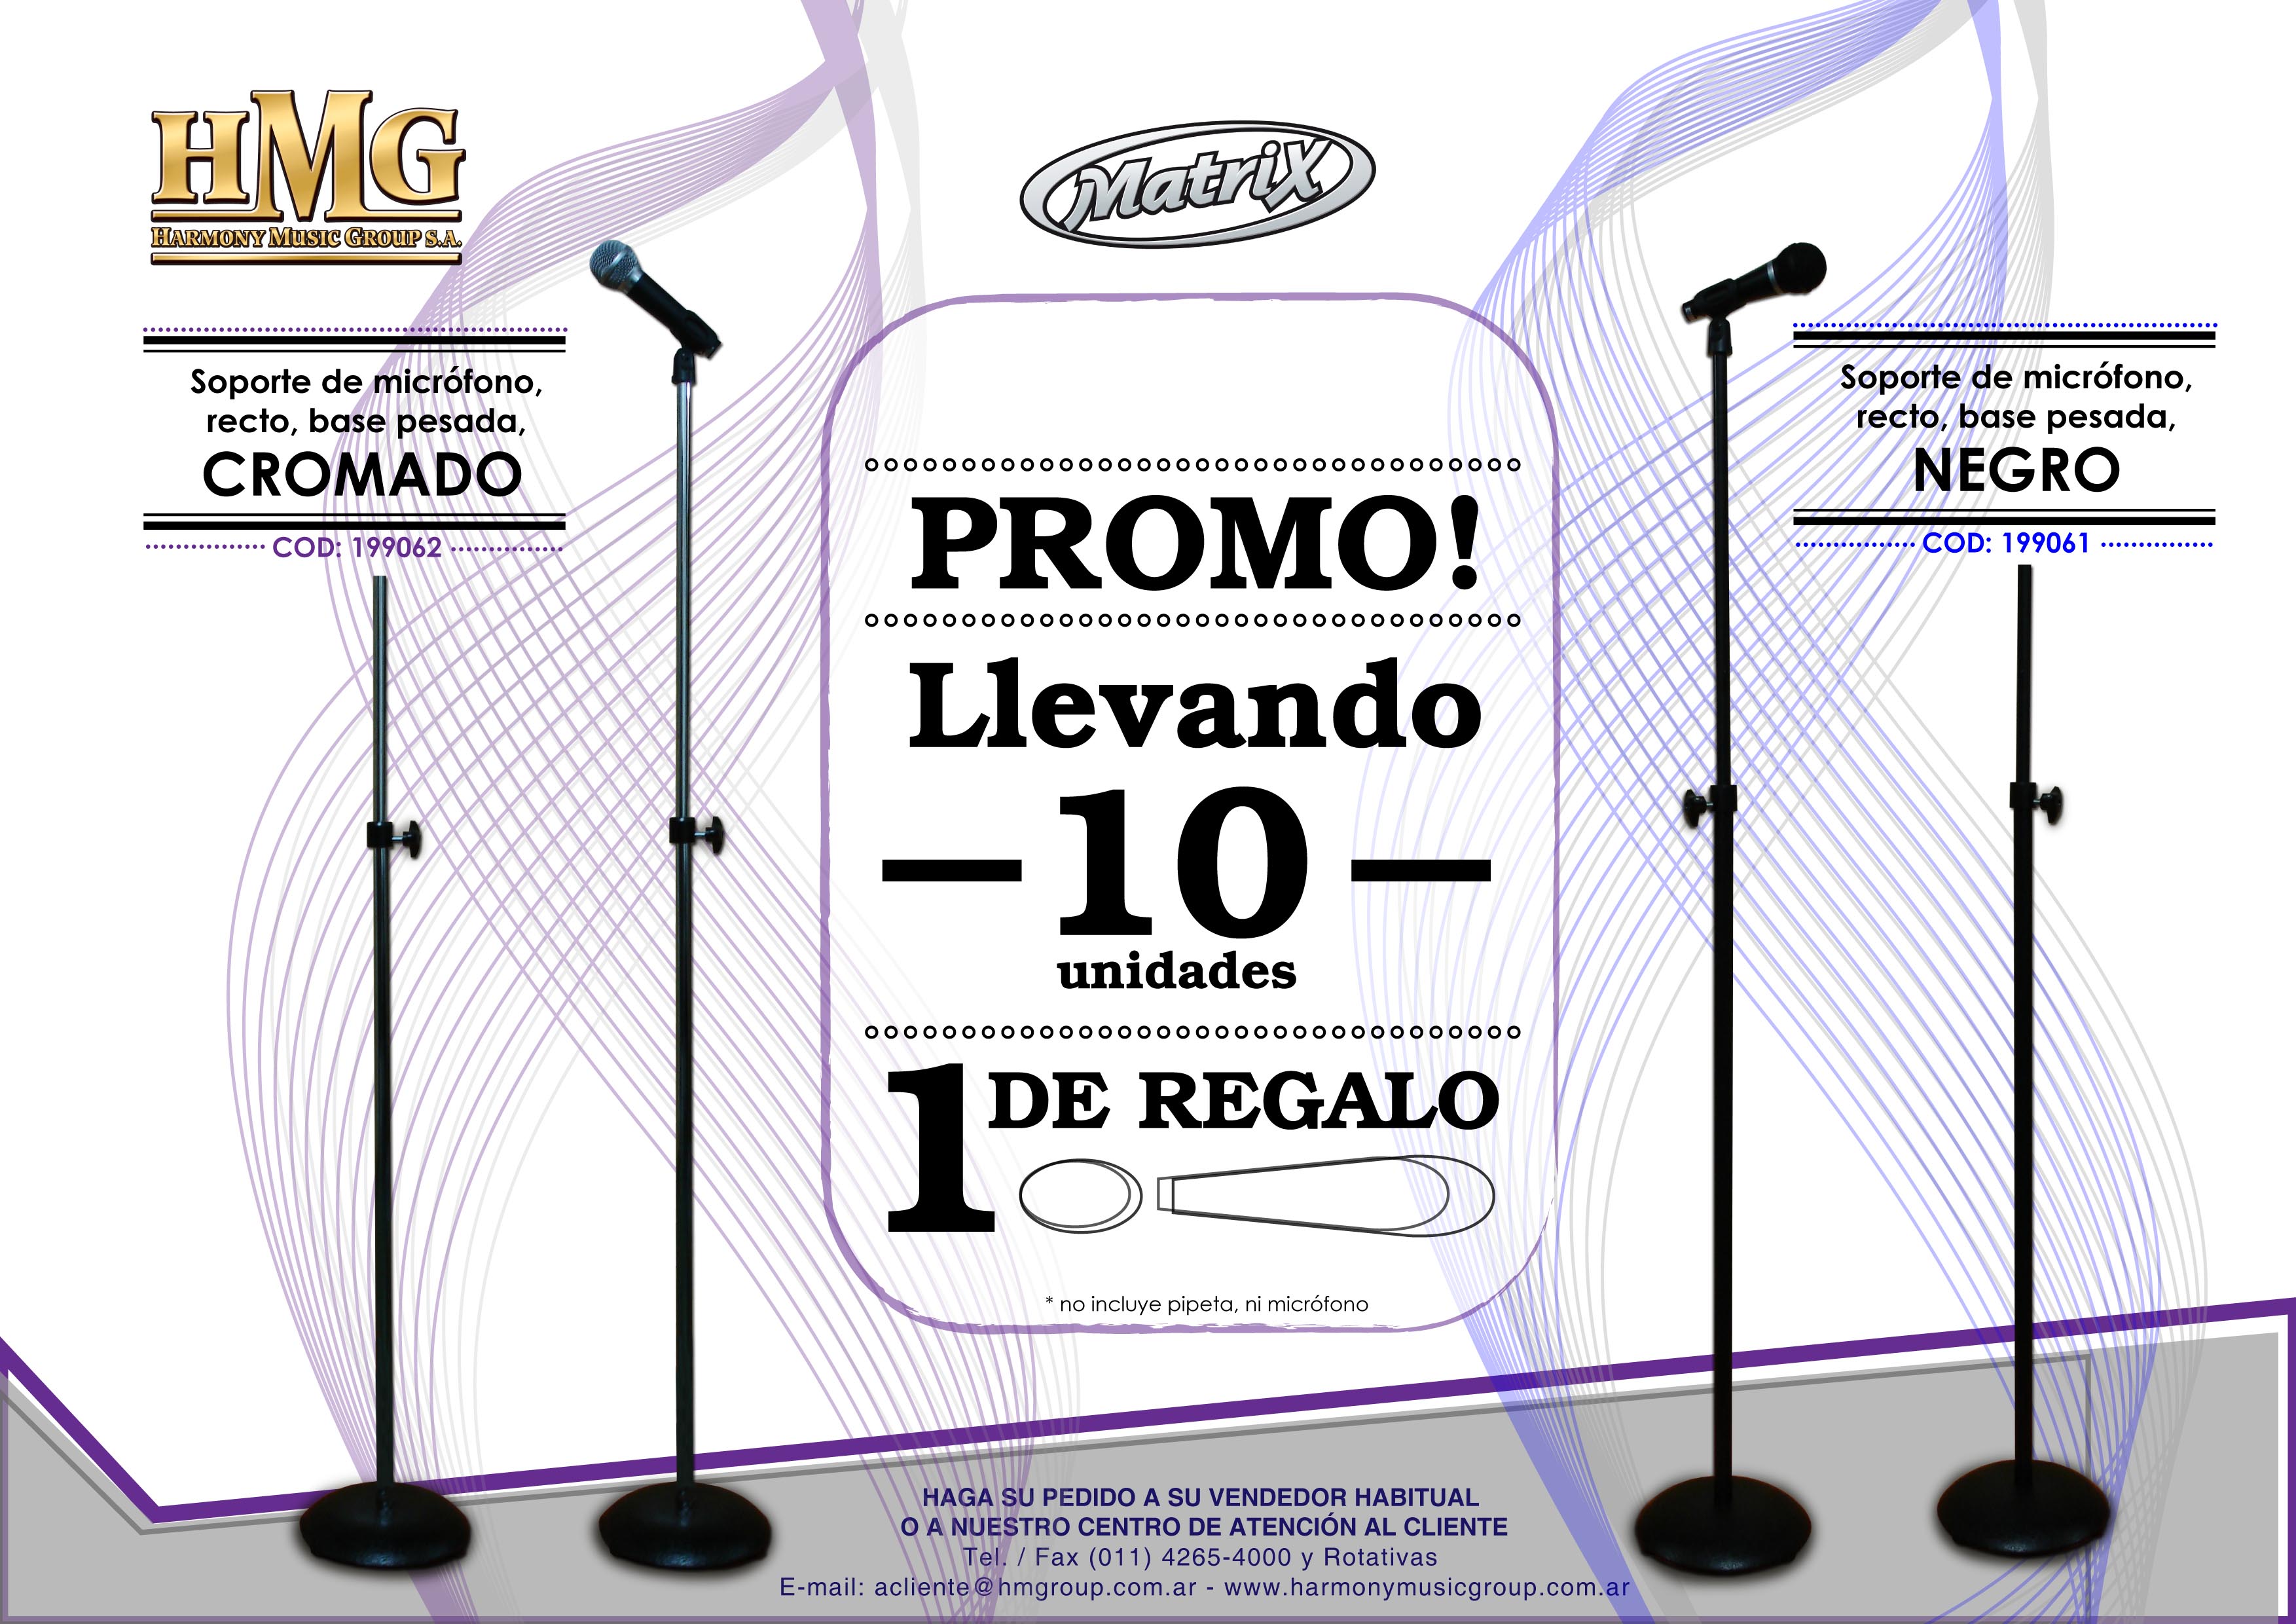 HMG
HARMONY MUSIC GROUP S.A.
MatriX
Soporte de micrófono,
recto, base pesada,
CROMADO
COD: 199062
Soporte de micrófono,
recto, base pesada,
NEGRO
COD: 199061
PROMO!
Llevando
10
unidades
1 DE REGALO
* no incluye pipeta, ni micrófono
HAGA SU PEDIDO A SU VENDEDOR HABITUAL
O A NUESTRO CENTRO DE ATENCIÓN AL CLIENTE
Tel. / Fax (011) 4265-4000 y Rotativas
E-mail: acliente@hmgroup.com.ar - www.harmonymusicgroup.com.ar